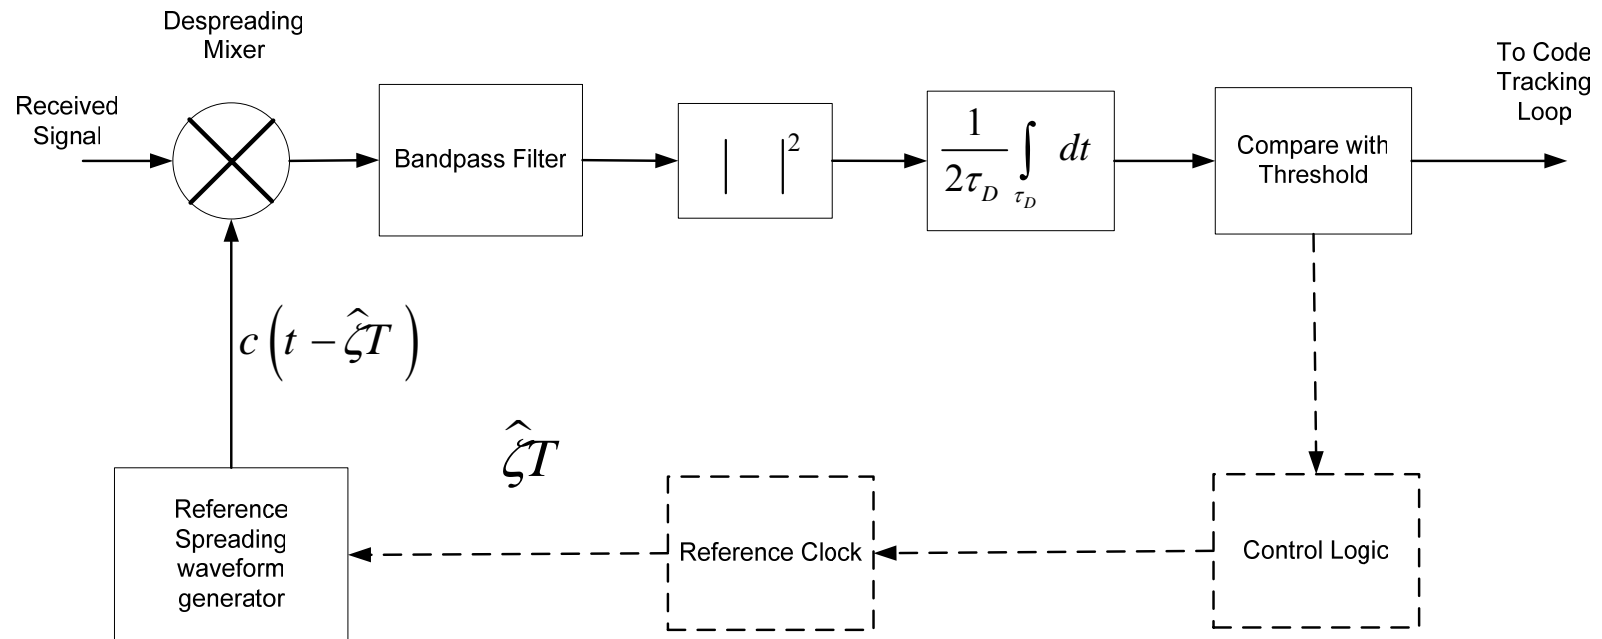 Despreading
Mixer
Received
Signal
Bandpass Filter
| |²
1/2τ_D ∫_τ_D dt
Compare with
Threshold
To Code
Tracking
Loop
c(t − ζ̂T)
ζ̂T
Reference
Spreading
waveform
generator
Reference Clock
Control Logic